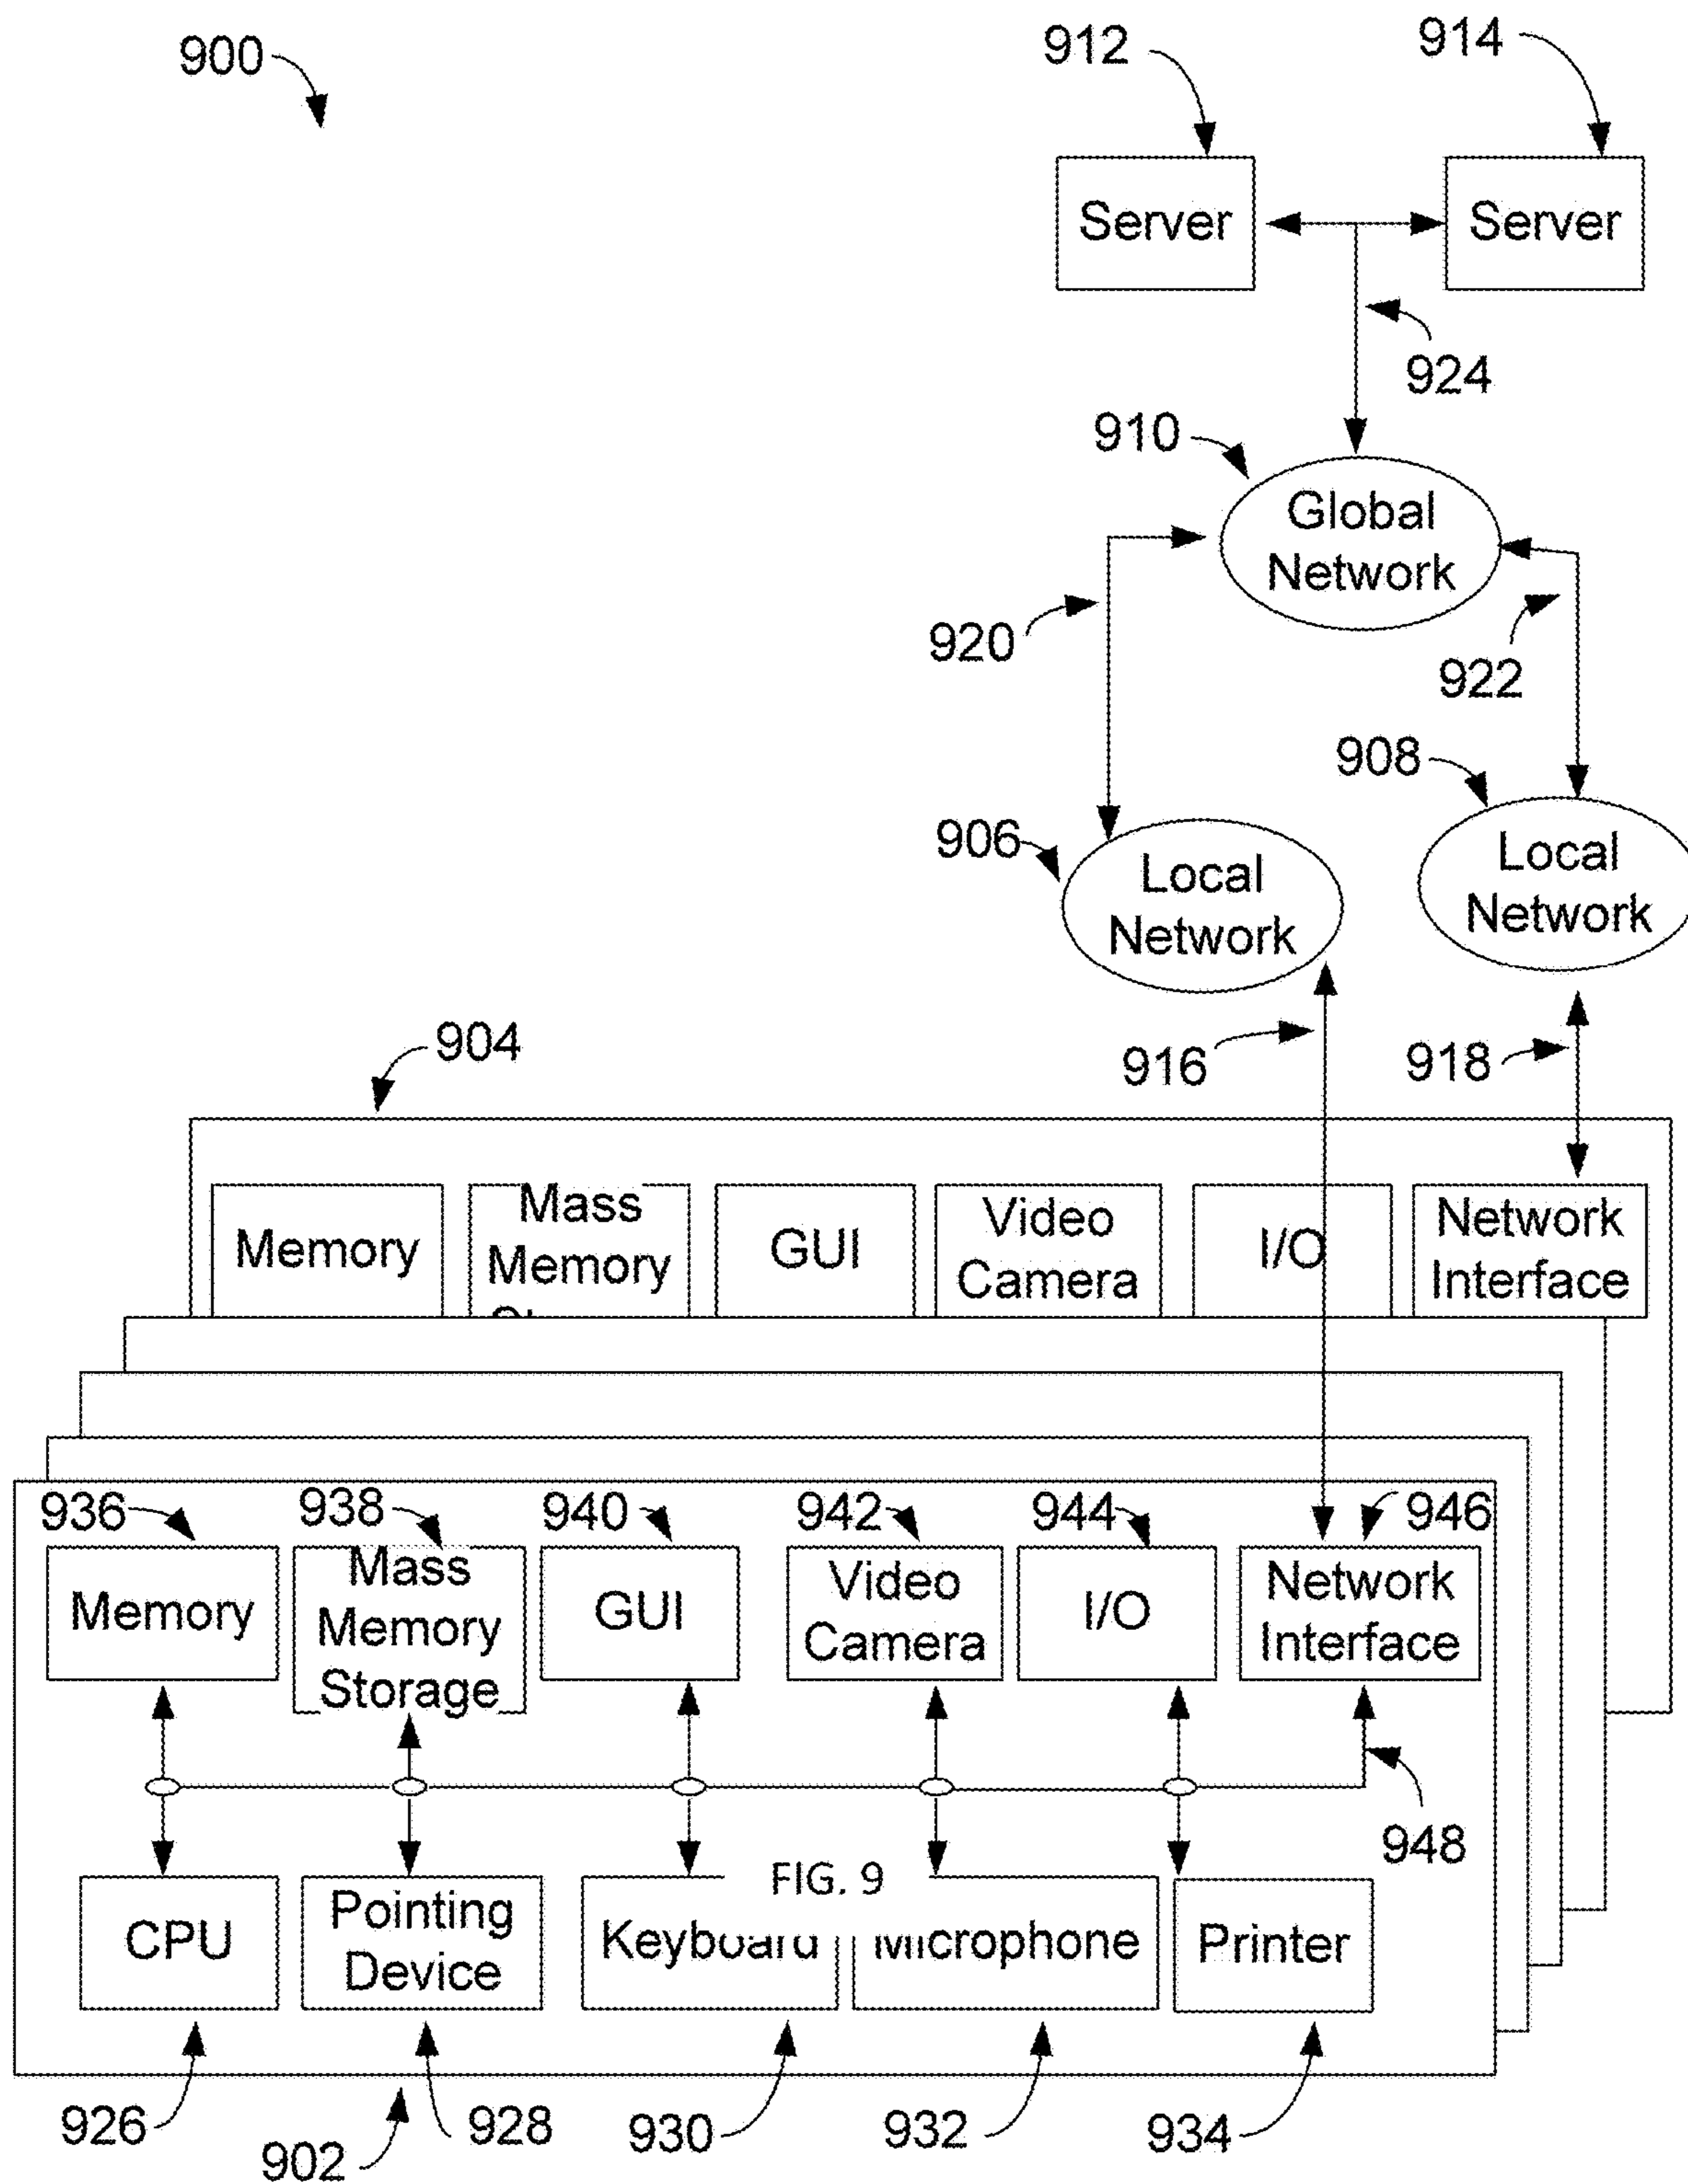 900
912
914
Server
Server
924
910
Global
Network
920
922
908
906
Local
Network
Local
Network
904
916
918
Memory
Mass
Memory
GUI
Video
Camera
I/O
Network
Interface
936
938
940
942
944
946
Memory
Mass
Memory
Storage
GUI
Video
Camera
I/O
Network
Interface
948
CPU
Pointing
Device
FIG. 9
Keyboard
Microphone
Printer
926
928
930
932
934
902